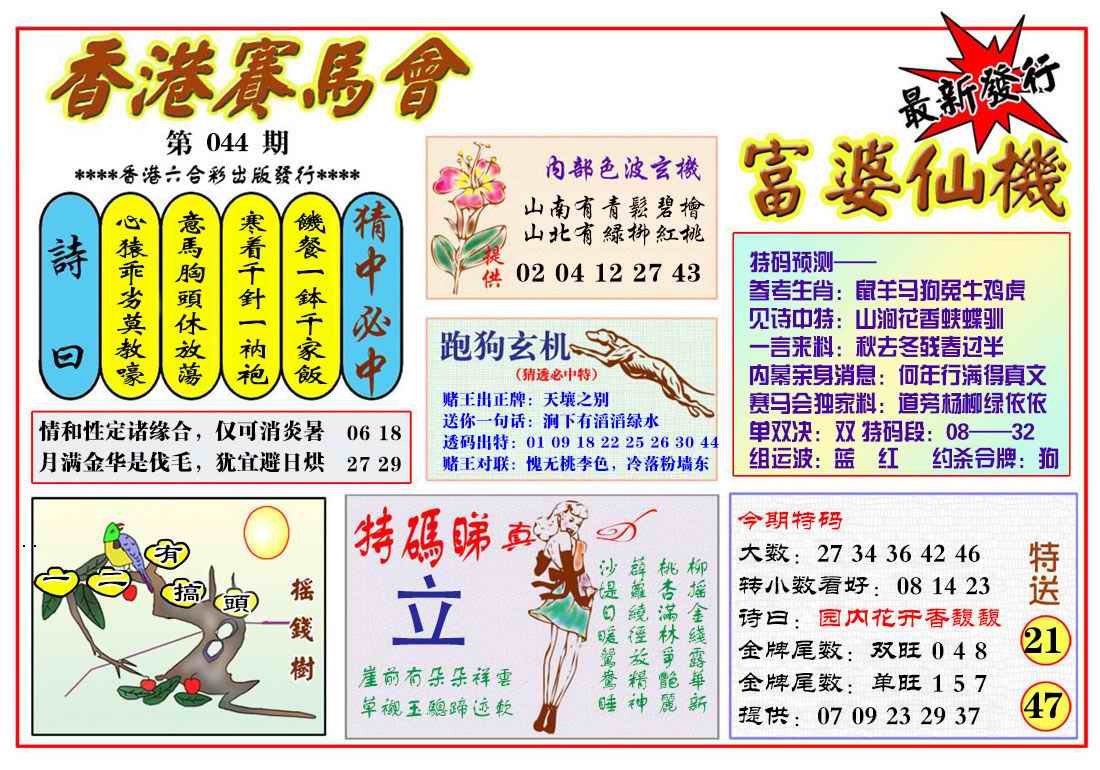 香港賽馬會
第 044 期
****香港六合彩出版發行****
詩曰
心猿乖劣莫教嚎
意馬胸頭休放蕩
寒着千針一衲袍
饑餐一鉢千家飯
猜中必中
情和性定诸缘合，仅可消炎暑 06 18
月满金华是伐毛，犹宜避日烘 27 29
内部色波玄機
山南有青鬆碧檜
山北有綠柳紅桃
提供
02 04 12 27 43
跑狗玄机
（猜透必中特）
赌王出正牌：天壤之别
送你一句话：涧下有滔滔绿水
透码出特：01 09 18 22 25 26 30 44
赌王对联：愧无桃李色，冷落粉墙东
最新發行
富婆仙機
特码预测——
参考生肖：鼠羊马狗兔牛鸡虎
见诗中特：山涧花香蛱蝶驯
一言来料：秋去冬残春过半
内幕亲身消息：何年行满得真文
赛马会独家料：道旁杨柳绿依依
单双决：双 特码段：08——32
组运波：蓝 红 约杀令牌：狗
一二有搞頭
摇錢樹
特碼睇真D
立
崖前有朵朵祥雲
草襯玉驄蹄迹軟
柳摇金綫露華新
桃杏滿林爭艷麗
薜蘿繞徑放精神
沙堤日暖鴛鴦睡
今期特码
大数：27 34 36 42 46
转小数看好：08 14 23
诗曰：园内花开香馥馥
金牌尾数：双旺 0 4 8
金牌尾数：单旺 1 5 7
提供：07 09 23 29 37
特送
21
47